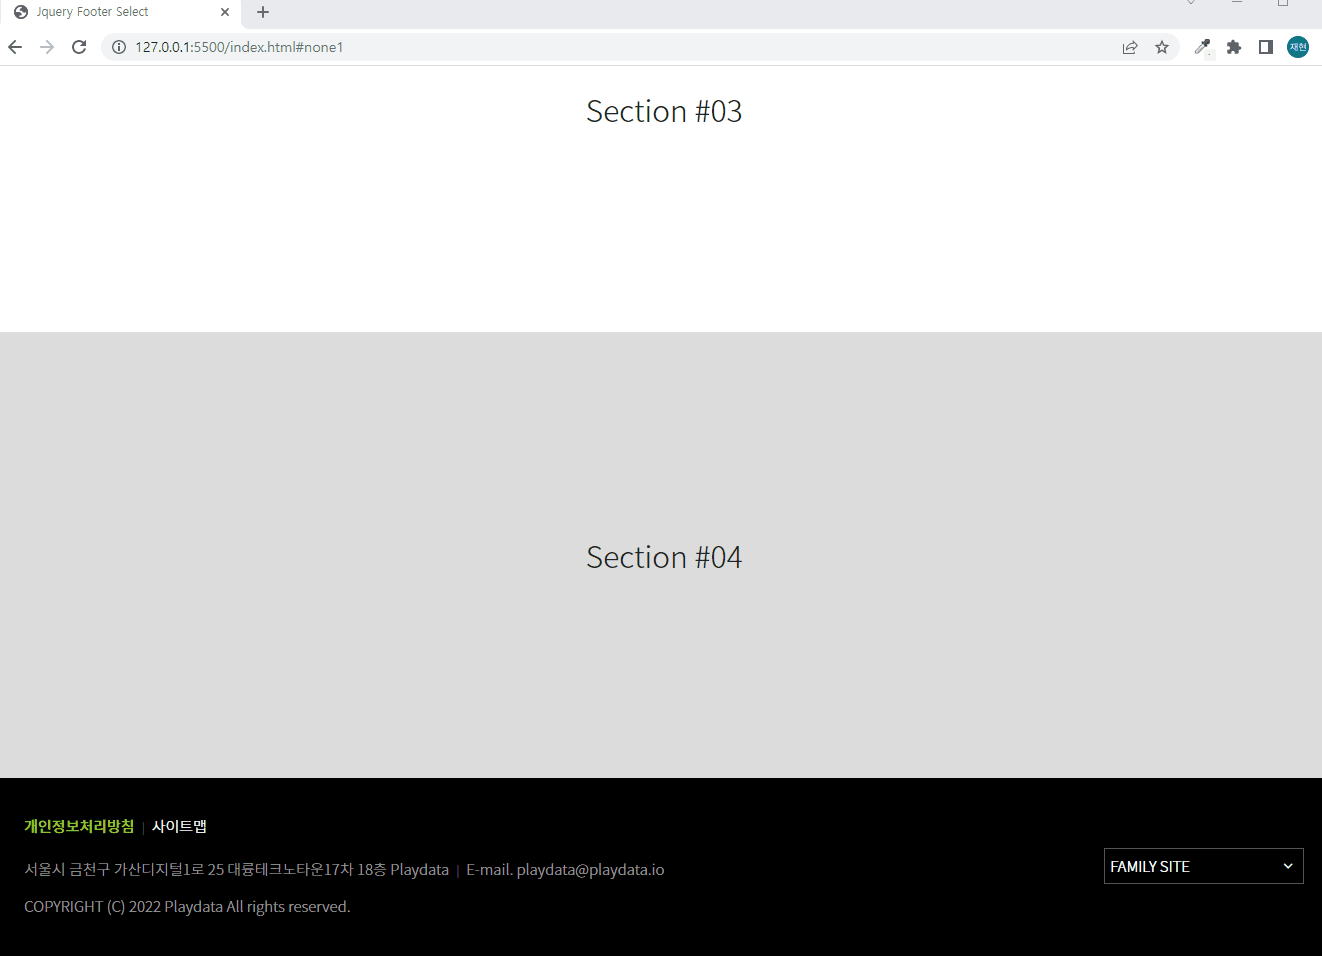 Jquery Footer Select
127.0.0.1:5500/index.html#none1
재현
Section #03
Section #04
개인정보처리방침 | 사이트맵
서울시 금천구 가산디지털1로 25 대륭테크노타운17차 18층 Playdata | E-mail. playdata@playdata.io
FAMILY SITE
COPYRIGHT (C) 2022 Playdata All rights reserved.